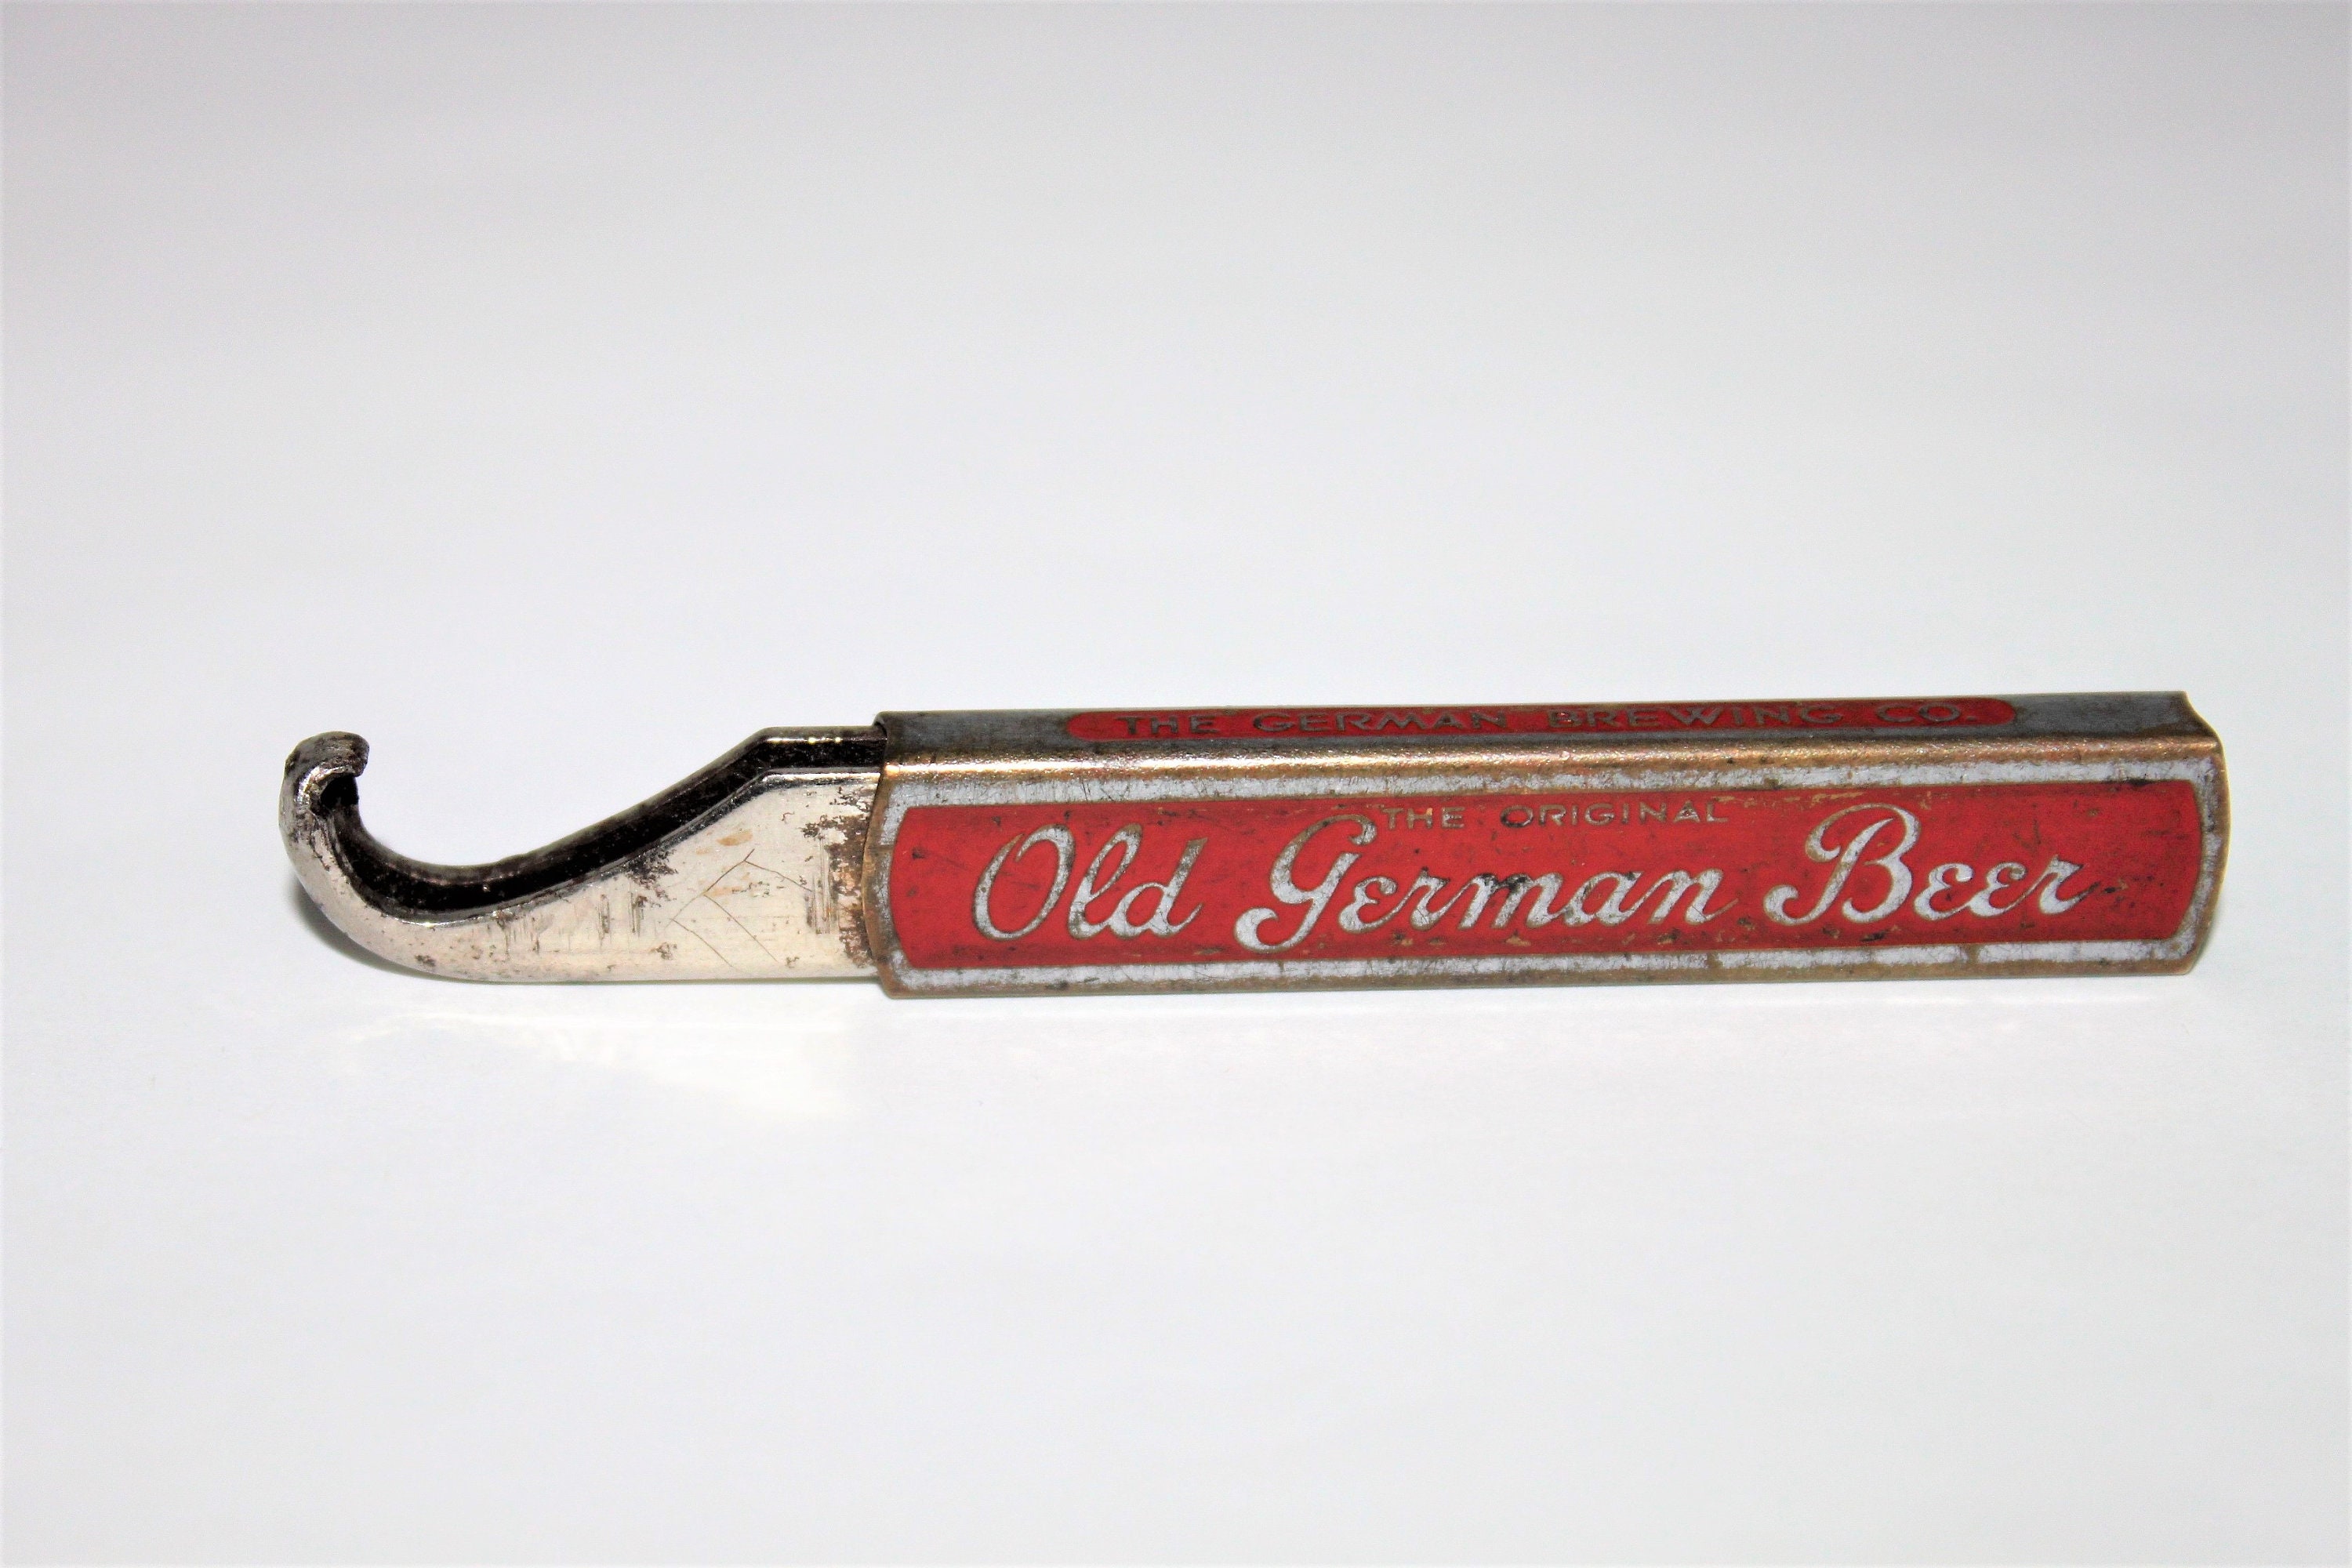 THE GERMAN BREWING CO.
THE ORIGINAL
Old German Beer